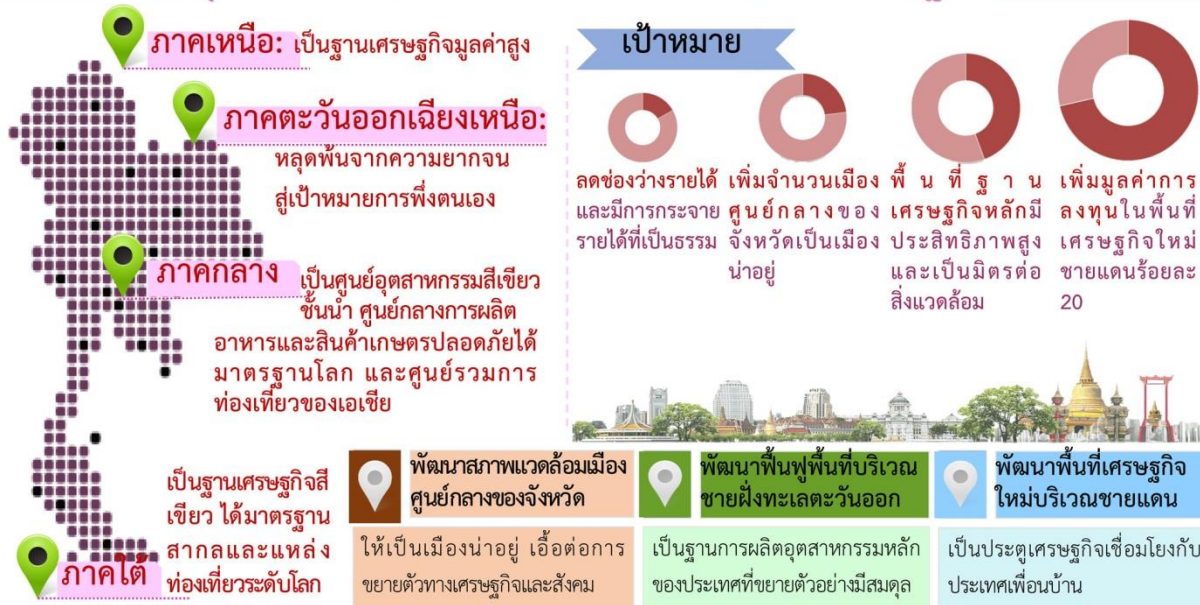 ภาคเหนือ: เป็นฐานเศรษฐกิจมูลค่าสูง
ภาคตะวันออกเฉียงเหนือ:
หลุดพ้นจากความยากจน
สู่เป้าหมายการพึ่งตนเอง
ภาคกลาง เป็นศูนย์อุตสาหกรรมสีเขียว
ชั้นนำ ศูนย์กลางการผลิต
อาหารและสินค้าเกษตรปลอดภัยได้
มาตรฐานโลก และศูนย์รวมการ
ท่องเที่ยวของเอเชีย
เป็นฐานเศรษฐกิจสี
เขียว ได้มาตรฐาน
สากลและแหล่ง
ท่องเที่ยวระดับโลก
ภาคใต้
เป้าหมาย
ลดช่องว่างรายได้
และมีการกระจาย
รายได้ที่เป็นธรรม
เพิ่มจำนวนเมือง
ศูนย์กลางของ
จังหวัดเป็นเมือง
น่าอยู่
พื้นที่ฐาน
เศรษฐกิจหลักมี
ประสิทธิภาพสูง
และเป็นมิตรต่อ
สิ่งแวดล้อม
เพิ่มมูลค่าการ
ลงทุนในพื้นที่
เศรษฐกิจใหม่
ชายแดนร้อยละ
20
พัฒนาสภาพแวดล้อมเมือง
ศูนย์กลางของจังหวัด
ให้เป็นเมืองน่าอยู่ เอื้อต่อการ
ขยายตัวทางเศรษฐกิจและสังคม
พัฒนาฟื้นฟูพื้นที่บริเวณ
ชายฝั่งทะเลตะวันออก
เป็นฐานการผลิตอุตสาหกรรมหลัก
ของประเทศที่ขยายตัวอย่างมีสมดุล
พัฒนาพื้นที่เศรษฐกิจ
ใหม่บริเวณชายแดน
เป็นประตูเศรษฐกิจเชื่อมโยงกับ
ประเทศเพื่อนบ้าน